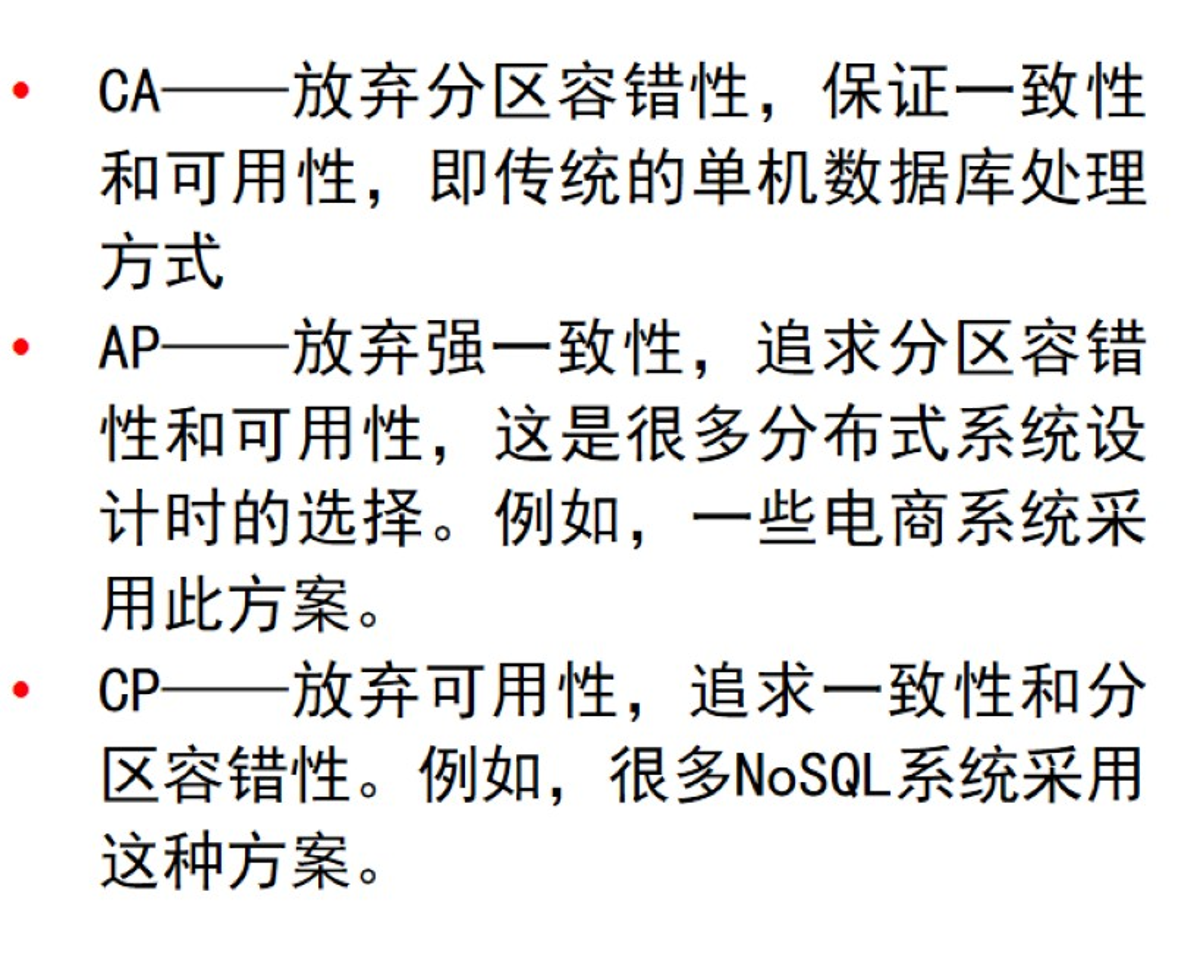 • CA——放弃分区容错性，保证一致性
和可用性，即传统的单机数据库处理
方式
• AP——放弃强一致性，追求分区容错
性和可用性，这是很多分布式系统设
计时的选择。例如，一些电商系统采
用此方案。
• CP——放弃可用性，追求一致性和分
区容错性。例如，很多NoSQL系统采用
这种方案。